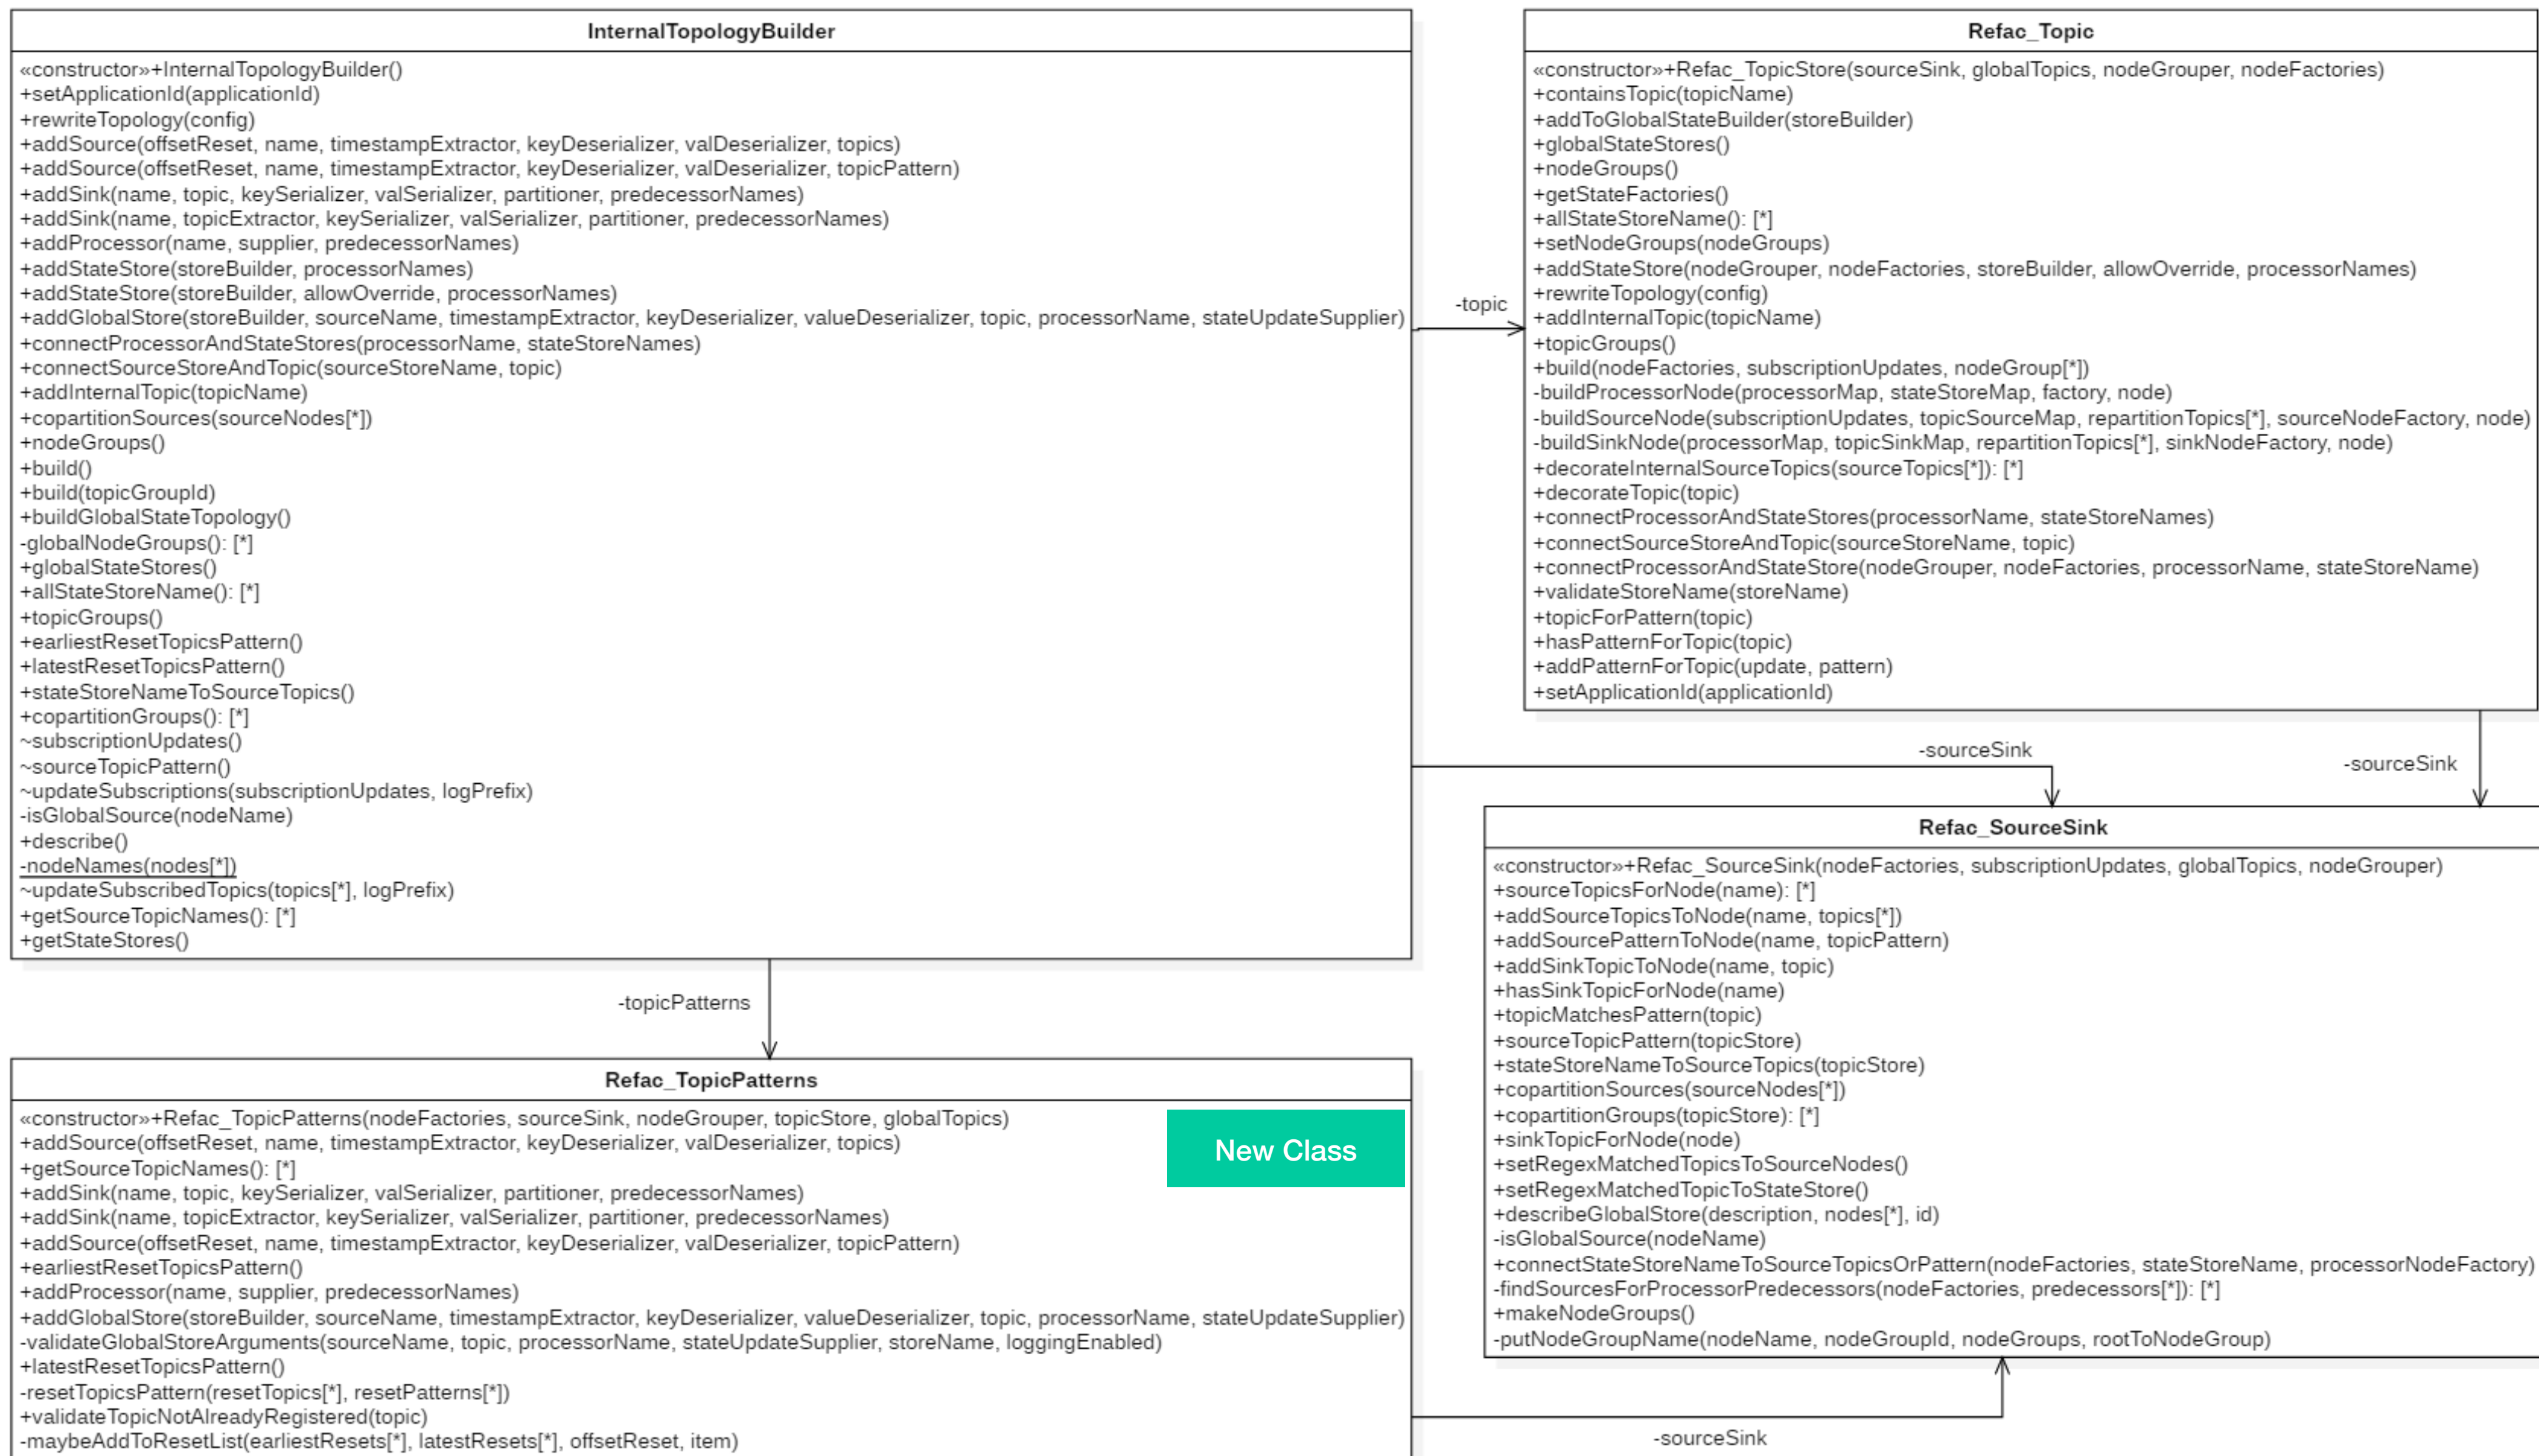 InternalTopologyBuilder
«constructor»+InternalTopologyBuilder()
+setApplicationId(applicationId)
+rewriteTopology(config)
+addSource(offsetReset, name, timestampExtractor, keyDeserializer, valDeserializer, topics)
+addSource(offsetReset, name, timestampExtractor, keyDeserializer, valDeserializer, topicPattern)
+addSink(name, topic, keySerializer, valSerializer, partitioner, predecessorNames)
+addSink(name, topicExtractor, keySerializer, valSerializer, partitioner, predecessorNames)
+addProcessor(name, supplier, predecessorNames)
+addStateStore(storeBuilder, processorNames)
+addStateStore(storeBuilder, allowOverride, processorNames)
+addGlobalStore(storeBuilder, sourceName, timestampExtractor, keyDeserializer, valueDeserializer, topic, processorName, stateUpdateSupplier)
+connectProcessorAndStateStores(processorName, stateStoreNames)
+connectSourceStoreAndTopic(sourceStoreName, topic)
+addInternalTopic(topicName)
+copartitionSources(sourceNodes[*])
+nodeGroups()
+build()
+build(topicGroupId)
+buildGlobalStateTopology()
-globalNodeGroups(): [*]
+globalStateStores()
+allStateStoreName(): [*]
+topicGroups()
+earliestResetTopicsPattern()
+latestResetTopicsPattern()
+stateStoreNameToSourceTopics()
+copartitionGroups(): [*]
~subscriptionUpdates()
~sourceTopicPattern()
~updateSubscriptions(subscriptionUpdates, logPrefix)
-isGlobalSource(nodeName)
+describe()
-nodeNames(nodes[*])
~updateSubscribedTopics(topics[*], logPrefix)
+getSourceTopicNames(): [*]
+getStateStores()
-topic
Refac_Topic
«constructor»+Refac_TopicStore(sourceSink, globalTopics, nodeGrouper, nodeFactories)
+containsTopic(topicName)
+addToGlobalStateBuilder(storeBuilder)
+globalStateStores()
+nodeGroups()
+getStateFactories()
+allStateStoreName(): [*]
+setNodeGroups(nodeGroups)
+addStateStore(nodeGrouper, nodeFactories, storeBuilder, allowOverride, processorNames)
+rewriteTopology(config)
+addInternalTopic(topicName)
+topicGroups()
+build(nodeFactories, subscriptionUpdates, nodeGroup[*])
-buildProcessorNode(processorMap, stateStoreMap, factory, node)
-buildSourceNode(subscriptionUpdates, topicSourceMap, repartitionTopics[*], sourceNodeFactory, node)
-buildSinkNode(processorMap, topicSinkMap, repartitionTopics[*], sinkNodeFactory, node)
+decorateInternalSourceTopics(sourceTopics[*]): [*]
+decorateTopic(topic)
+connectProcessorAndStateStores(processorName, stateStoreNames)
+connectSourceStoreAndTopic(sourceStoreName, topic)
+connectProcessorAndStateStore(nodeGrouper, nodeFactories, processorName, stateStoreName)
+validateStoreName(storeName)
+topicForPattern(topic)
+hasPatternForTopic(topic)
+addPatternForTopic(update, pattern)
+setApplicationId(applicationId)
-sourceSink
-sourceSink
Refac_SourceSink
«constructor»+Refac_SourceSink(nodeFactories, subscriptionUpdates, globalTopics, nodeGrouper)
+sourceTopicsForNode(name): [*]
+addSourceTopicsToNode(name, topics[*])
+addSourcePatternToNode(name, topicPattern)
+addSinkTopicToNode(name, topic)
+hasSinkTopicForNode(name)
+topicMatchesPattern(topic)
+sourceTopicPattern(topicStore)
+stateStoreNameToSourceTopics(topicStore)
+copartitionSources(sourceNodes[*])
+copartitionGroups(topicStore): [*]
+sinkTopicForNode(node)
+setRegexMatchedTopicsToSourceNodes()
+setRegexMatchedTopicToStateStore()
+describeGlobalStore(description, nodes[*], id)
-isGlobalSource(nodeName)
+connectStateStoreNameToSourceTopicsOrPattern(nodeFactories, stateStoreName, processorNodeFactory)
-findSourcesForProcessorPredecessors(nodeFactories, predecessors[*]): [*]
+makeNodeGroups()
-putNodeGroupName(nodeName, nodeGroupId, nodeGroups, rootToNodeGroup)
-topicPatterns
Refac_TopicPatterns
New Class
«constructor»+Refac_TopicPatterns(nodeFactories, sourceSink, nodeGrouper, topicStore, globalTopics)
+addSource(offsetReset, name, timestampExtractor, keyDeserializer, valDeserializer, topics)
+getSourceTopicNames(): [*]
+addSink(name, topic, keySerializer, valSerializer, partitioner, predecessorNames)
+addSink(name, topicExtractor, keySerializer, valSerializer, partitioner, predecessorNames)
+addSource(offsetReset, name, timestampExtractor, keyDeserializer, valDeserializer, topicPattern)
+earliestResetTopicsPattern()
+addProcessor(name, supplier, predecessorNames)
+addGlobalStore(storeBuilder, sourceName, timestampExtractor, keyDeserializer, valueDeserializer, topic, processorName, stateUpdateSupplier)
-validateGlobalStoreArguments(sourceName, topic, processorName, stateUpdateSupplier, storeName, loggingEnabled)
+latestResetTopicsPattern()
-resetTopicsPattern(resetTopics[*], resetPatterns[*])
+validateTopicNotAlreadyRegistered(topic)
-maybeAddToResetList(earliestResets[*], latestResets[*], offsetReset, item)
-sourceSink